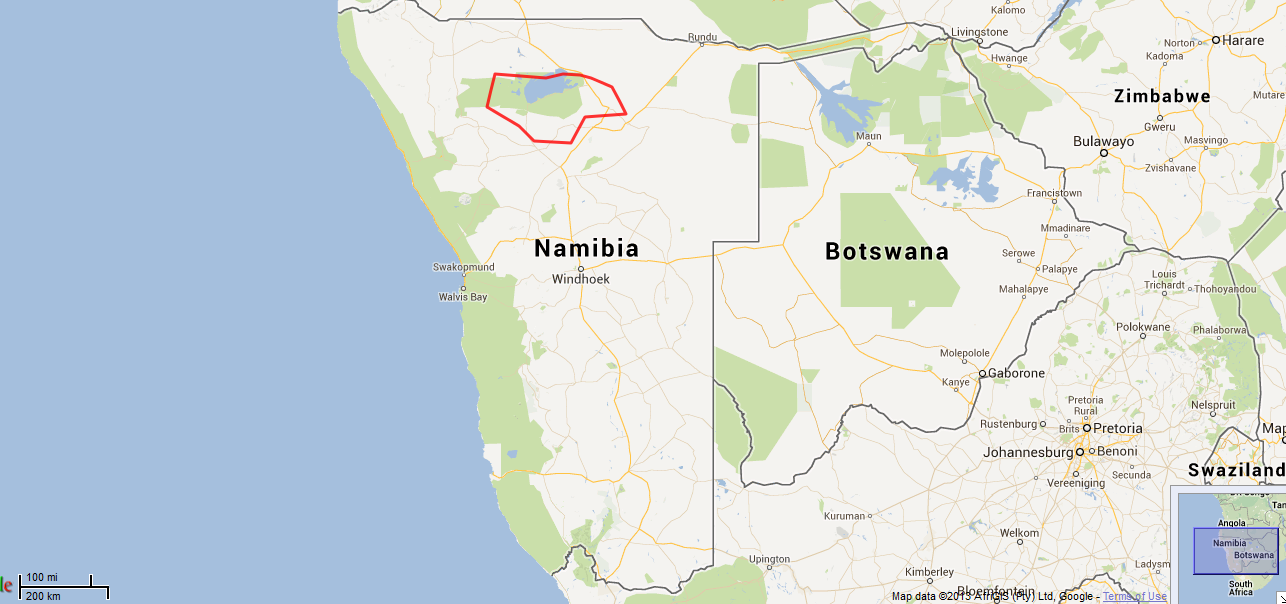 Kalomo
Livingstone
Rundu
Norton
Harare
Hwange
Kadoma
Zimbabwe
Mutare
Gweru
Maun
Bulawayo
Masvingo
Zvishavane
Francistown
Mmadinare
Namibia
Botswana
Serowe
Palapye
Swakopmund
Windhoek
Mahalapye
Louis
Trichardt
Thohoyandou
Walvis Bay
Polokwane
Phalaborwa
Molepolole
Gaborone
Kanye
Pretoria
Rural
Nelspruit
Rustenburg
Brits
Pretoria
Map
Johannesburg
Benoni
Secunda
Swaziland
Vereeniging
Kuruman
Angola
Welkom
Namibia
Botswana
Upington
Ladysm
Kimberley
South
Africa
Bloemfontein
100 mi
200 km
le
Map data ©2013 AfriGIS (Pty) Ltd, Google - Terms of Use